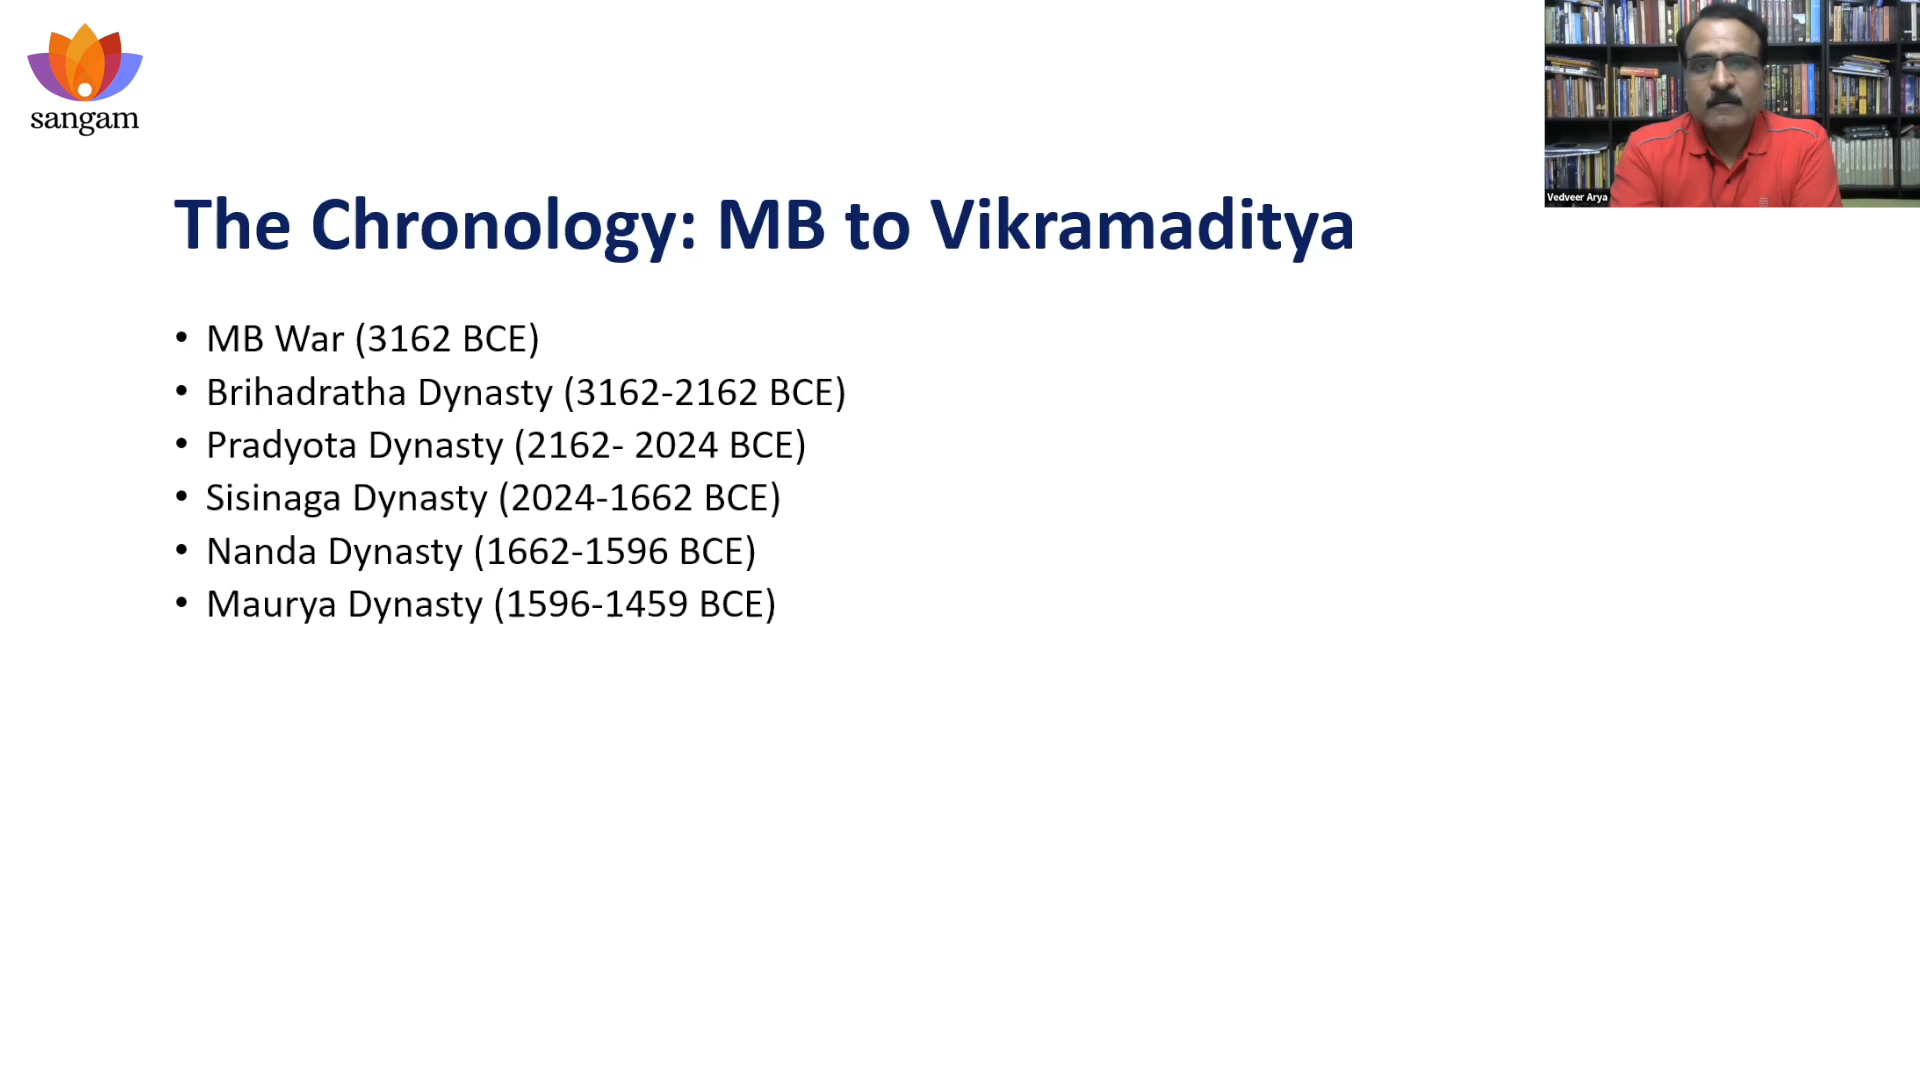 sangam
Vedveer Arya
The Chronology: MB to Vikramaditya
• MB War (3162 BCE)
• Brihadratha Dynasty (3162-2162 BCE)
• Pradyota Dynasty (2162- 2024 BCE)
• Sisinaga Dynasty (2024-1662 BCE)
• Nanda Dynasty (1662-1596 BCE)
• Maurya Dynasty (1596-1459 BCE)